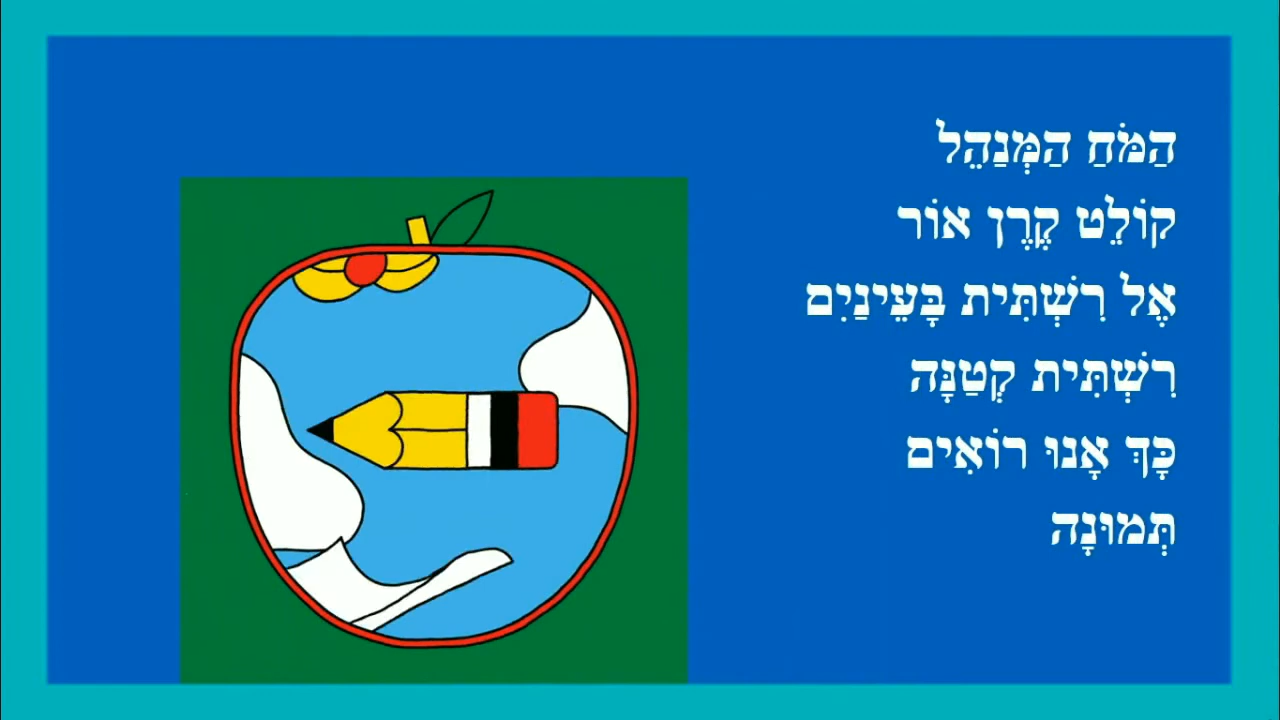 הַמֹּחַ הַמְּנַהֵל
קוֹלֵט קֶרֶן אוֹר
אֶל רִשְׁתִּית בָּעֵינַיִם
רִשְׁתִּית קְטַנָּה
כָּךְ אָנוּ רוֹאִים
תְּמוּנָה